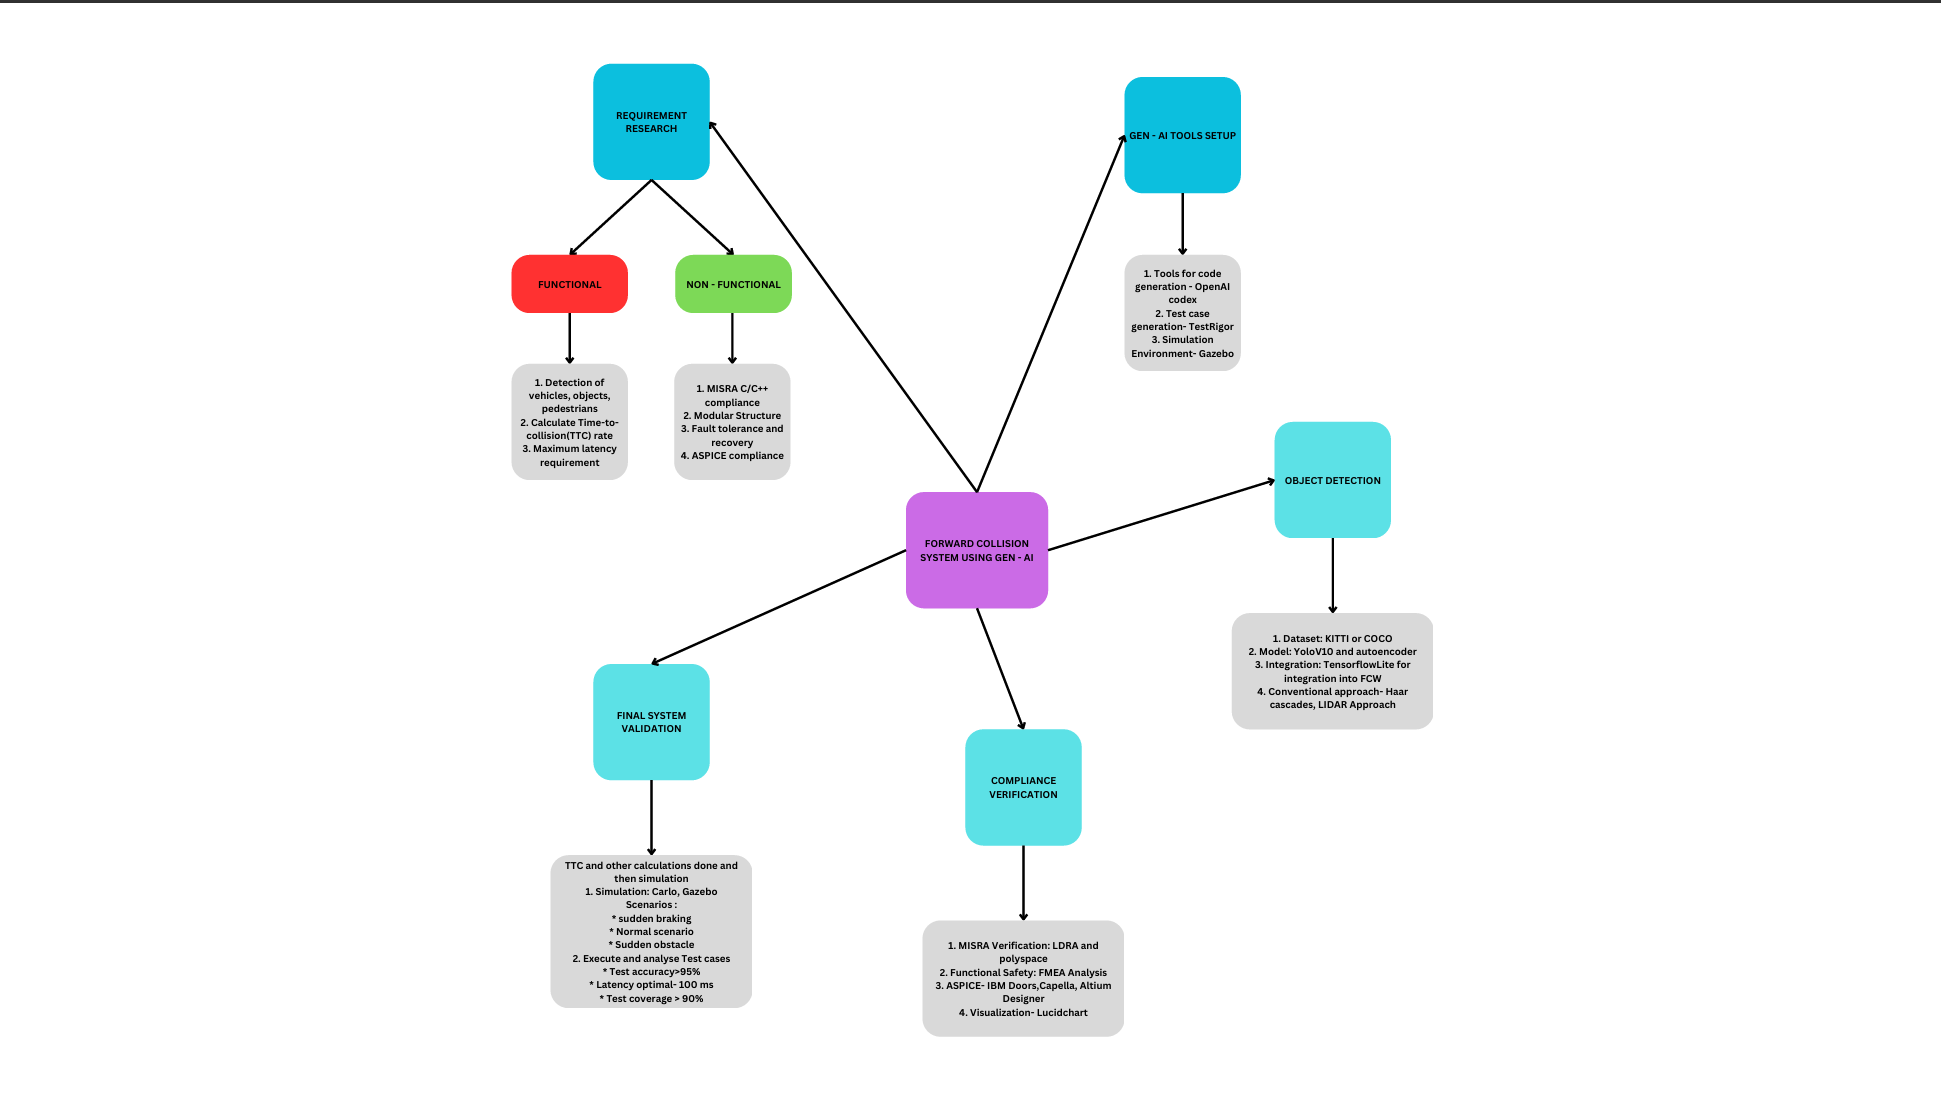 REQUIREMENT
RESEARCH
GEN - AI TOOLS SETUP
FUNCTIONAL
NON - FUNCTIONAL
1. Tools for code
generation - OpenAI
codex
2. Test case
generation- TestRigor
3. Simulation
Environment- Gazebo
1. Detection of
vehicles, objects,
pedestrians
2. Calculate Time-to-
collision(TTC) rate
3. Maximum latency
requirement
1. MISRA C/C++
compliance
2. Modular Structure
3. Fault tolerance and
recovery
4. ASPICE compliance
OBJECT DETECTION
FORWARD COLLISION
SYSTEM USING GEN - AI
1. Dataset: KITTI or COCO
2. Model: YoloV10 and autoencoder
3. Integration: TensorflowLite for
integration into FCW
4. Conventional approach- Haar
cascades, LIDAR Approach
FINAL SYSTEM
VALIDATION
COMPLIANCE
VERIFICATION
TTC and other calculations done and
then simulation
1. Simulation: Carlo, Gazebo
Scenarios :
* sudden braking
* Normal scenario
* Sudden obstacle
2. Execute and analyse Test cases
* Test accuracy>95%
* Latency optimal- 100 ms
* Test coverage > 90%
1. MISRA Verification: LDRA and
polyspace
2. Functional Safety: FMEA Analysis
3. ASPICE- IBM Doors,Capella, Altium
Designer
4. Visualization- Lucidchart